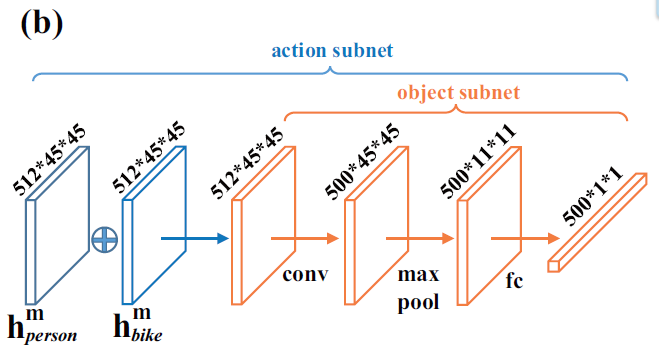 (b)
action subnet
object subnet
512*45*45
512*45*45
512*45*45
500*45*45
500*11*11
500*1*1
conv
max
pool
fc
h^m_person
h^m_bike